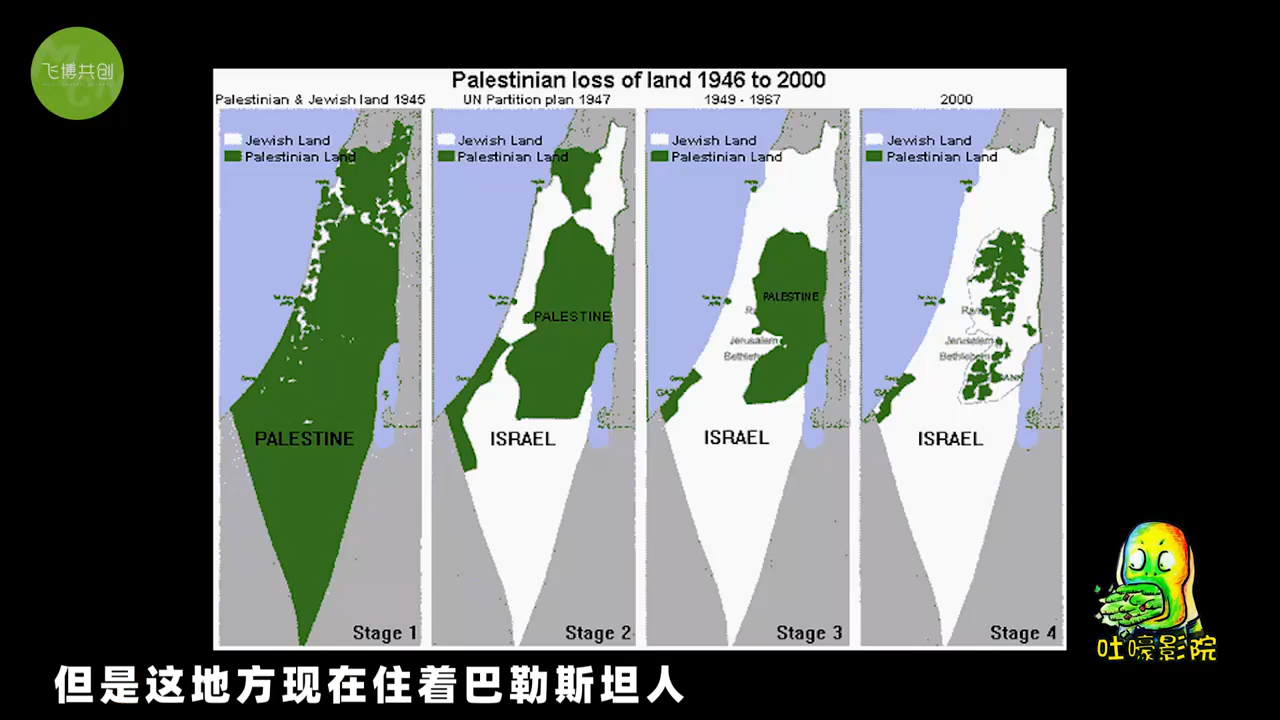 飞博共创
Palestinian loss of land 1946 to 2000
Palestinian & Jewish land 1945
UN Partition plan 1947
1949 - 1967
2000
Jewish Land
Palestinian Land
Jewish Land
Palestinian Land
Jewish Land
Palestinian Land
Jewish Land
Palestinian Land
PALESTINE
Stage 1
PALESTINE
ISRAEL
Stage 2
PALESTINE
Jerusalem
ISRAEL
Stage 3
Jerusalem
Bethlehem
ISRAEL
Stage 4
吐嚎影院
但是这地方现在住着巴勒斯坦人